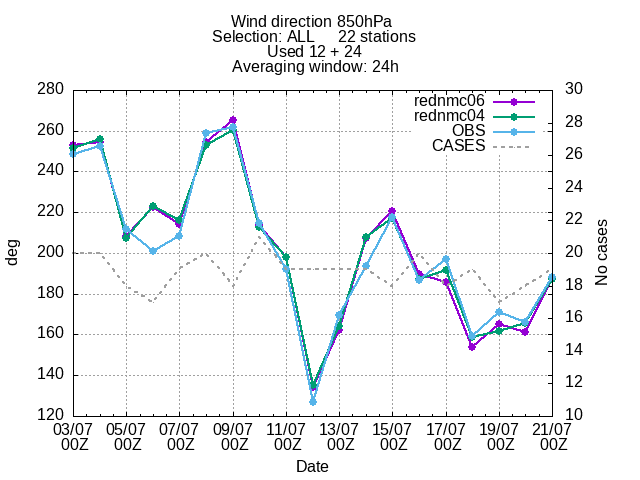 Wind direction 850hPa
Selection: ALL 22 stations
Used 12 + 24
Averaging window: 24h
280 30
rednmc06
rednmc04
OBS
CASES
260 28
240 26
220 24
200 22
180 20
160 18
140 16
120 14
12
10
deg
No cases
03/07 05/07 07/07 09/07 11/07 13/07 15/07 17/07 19/07 21/07
00Z 00Z 00Z 00Z 00Z 00Z 00Z 00Z 00Z 00Z
Date